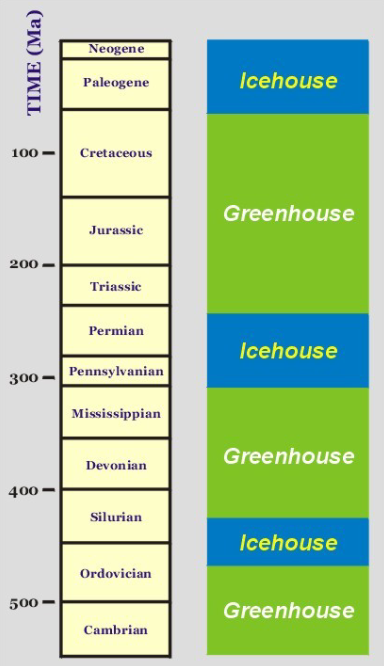 TIME (Ma)
Neogene
Paleogene
Icehouse
100
Cretaceous
Greenhouse
Jurassic
200
Triassic
Permian
Icehouse
Pennsylvanian
300
Mississippian
Greenhouse
Devonian
400
Silurian
Icehouse
Ordovician
500
Greenhouse
Cambrian